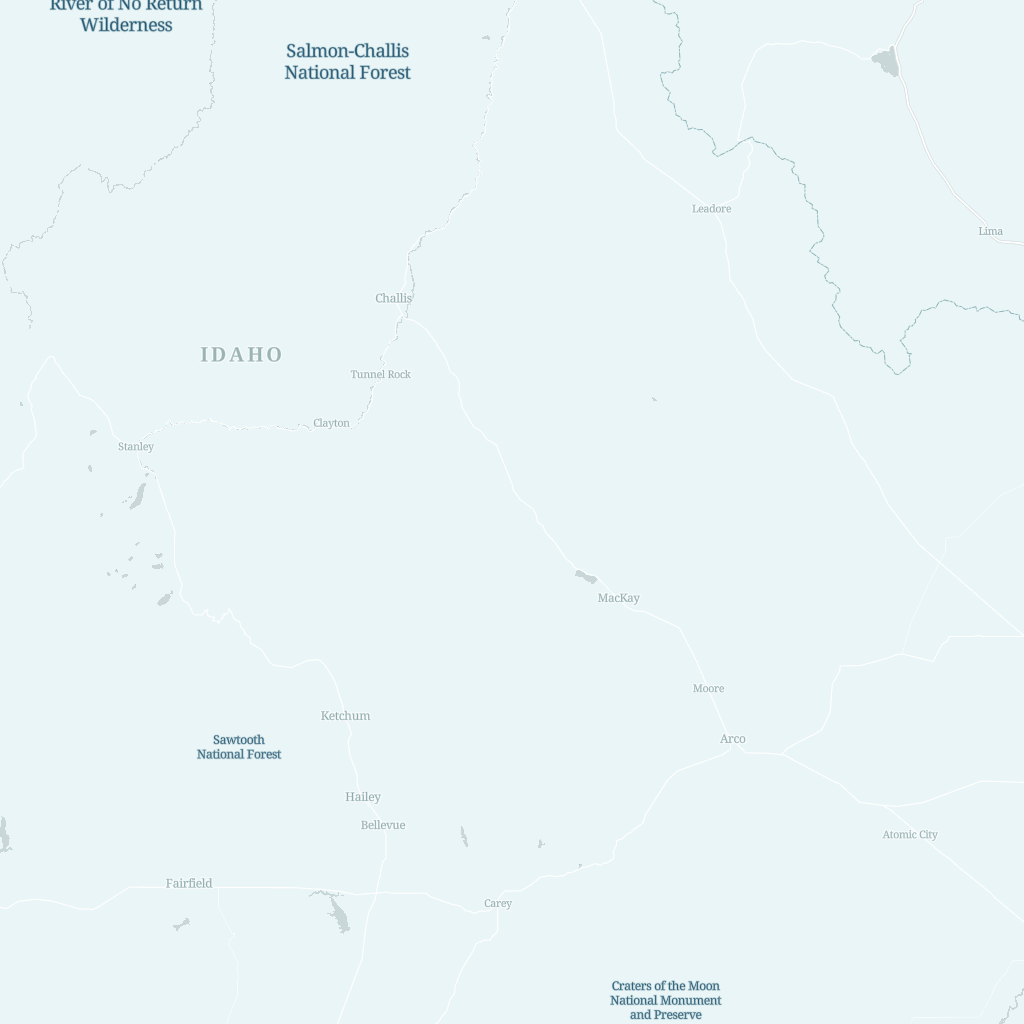 River of No Return
Wilderness
Salmon-Challis
National Forest
Leadore
Lima
Challis
IDAHO
Tunnel Rock
Clayton
Stanley
MacKay
Moore
Ketchum
Arco
Sawtooth
National Forest
Hailey
Bellevue
Atomic City
Fairfield
Carey
Craters of the Moon
National Monument
and Preserve